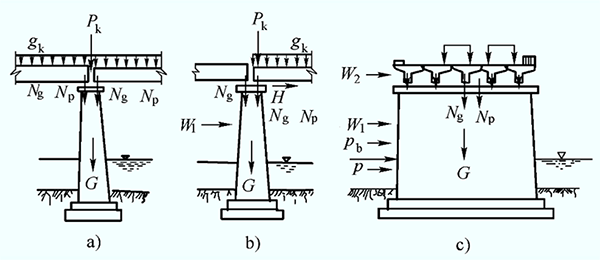 P_k
g_k
N_g N_p N_g N_p
G
a)
P_k
g_k
N_g H
N_g N_p
W_1
G
b)
W_2
N_g N_p
W_1
p_b
p
G
c)